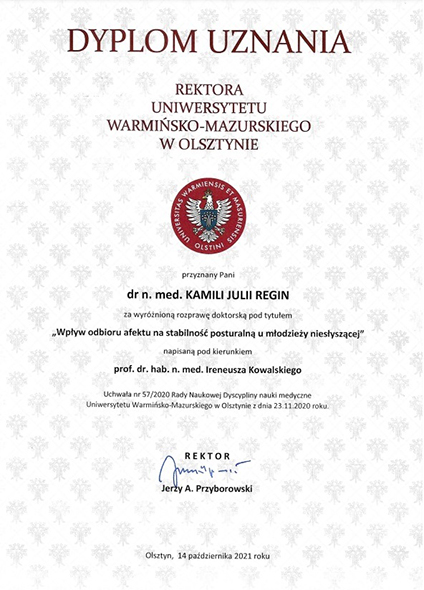 DYPLOM UZNANIA
REKTORA
UNIWERSYTETU
WARMIŃSKO-MAZURSKIEGO
W OLSZTYNIE
UNIVERSITAS VARMIENSIS ET MASURIENSIS OLSTINI
przyznany Pani
dr n. med. KAMILI JULII REGIN
za wyróżnioną rozprawę doktorską pod tytułem
„Wpływ odbioru afektu na stabilność posturalną u młodzieży niesłyszącej”
napisaną pod kierunkiem
prof. dr. hab. n. med. Ireneusza Kowalskiego
Uchwała nr 57/2020 Rady Naukowej Dyscypliny nauki medyczne
Uniwersytetu Warmińsko-Mazurskiego w Olsztynie z dnia 23.11.2020 roku.
REKTOR
Jerzy A. Przyborowski
Olsztyn, 14 października 2021 roku